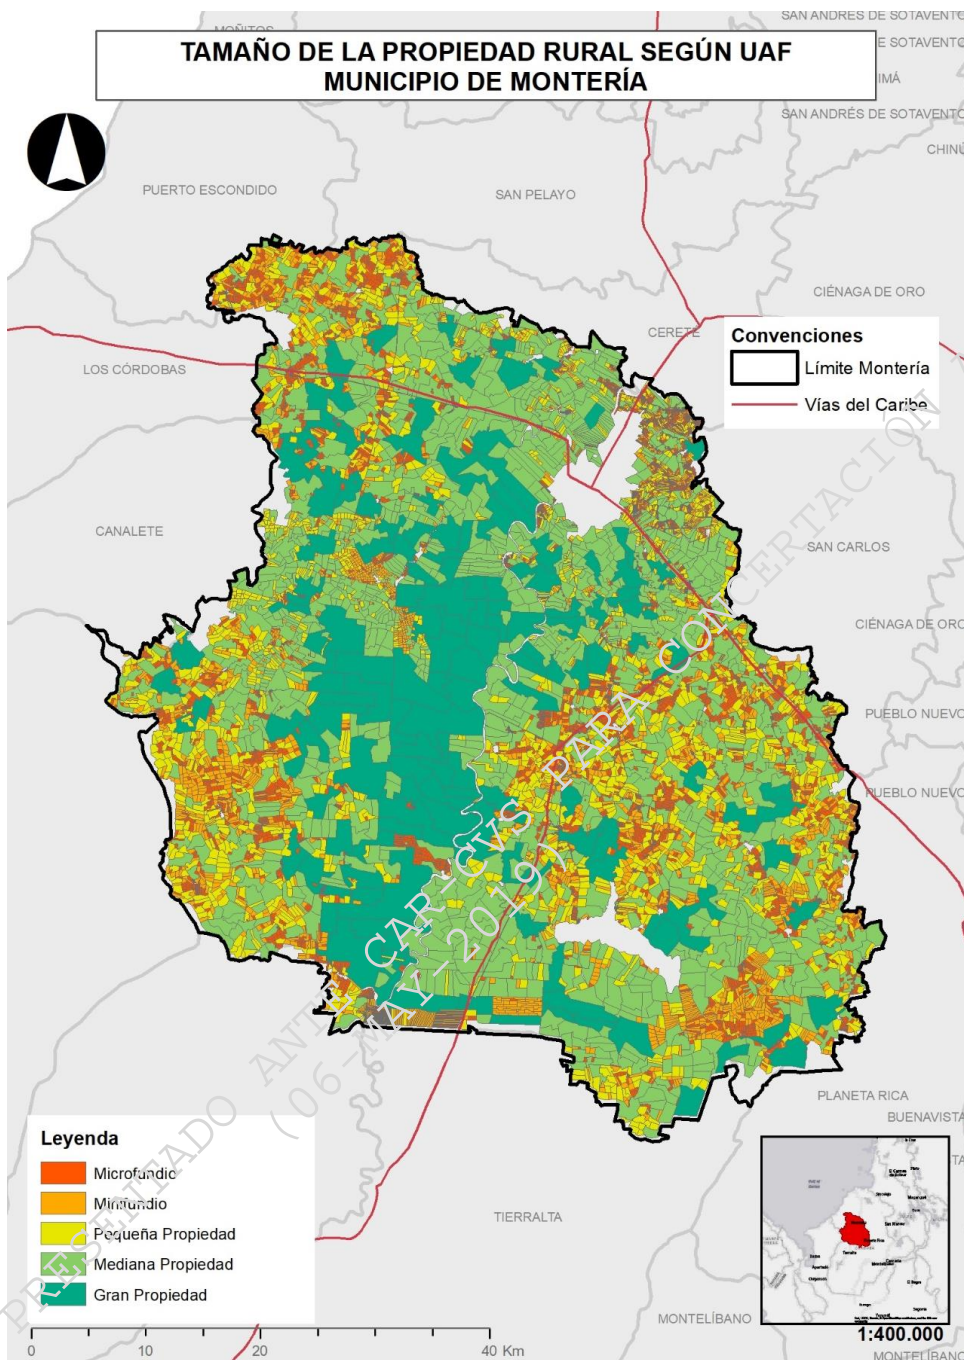 MOÑITOS
SAN ANDRÉS DE SOTAVENTO
TAMAÑO DE LA PROPIEDAD RURAL SEGÚN UAF
MUNICIPIO DE MONTERÍA
DE SOTAVENTO
IMÁ
SAN ANDRÉS DE SOTAVENTO
CHINÚ
PUERTO ESCONDIDO
SAN PELAYO
CIÉNAGA DE ORO
CERETÉ
Convenciones
Límite Montería
Vías del Caribe
LOS CÓRDOBAS
CANALETE
SAN CARLOS
CIÉNAGA DE ORO
PUEBLO NUEVO
PUEBLO NUEVO
PRESENTADO ANTE CAR-CVS PARA CONCERTACIÓN
(06-MAY-2019)
PLANETA RICA
BUENAVISTA
Leyenda
Microfundio
Minifundio
Pequeña Propiedad
Mediana Propiedad
Gran Propiedad
TIERRALTA
MONTELÍBANO
1:400.000
MONTELÍBANO
0 10 20 40 Km